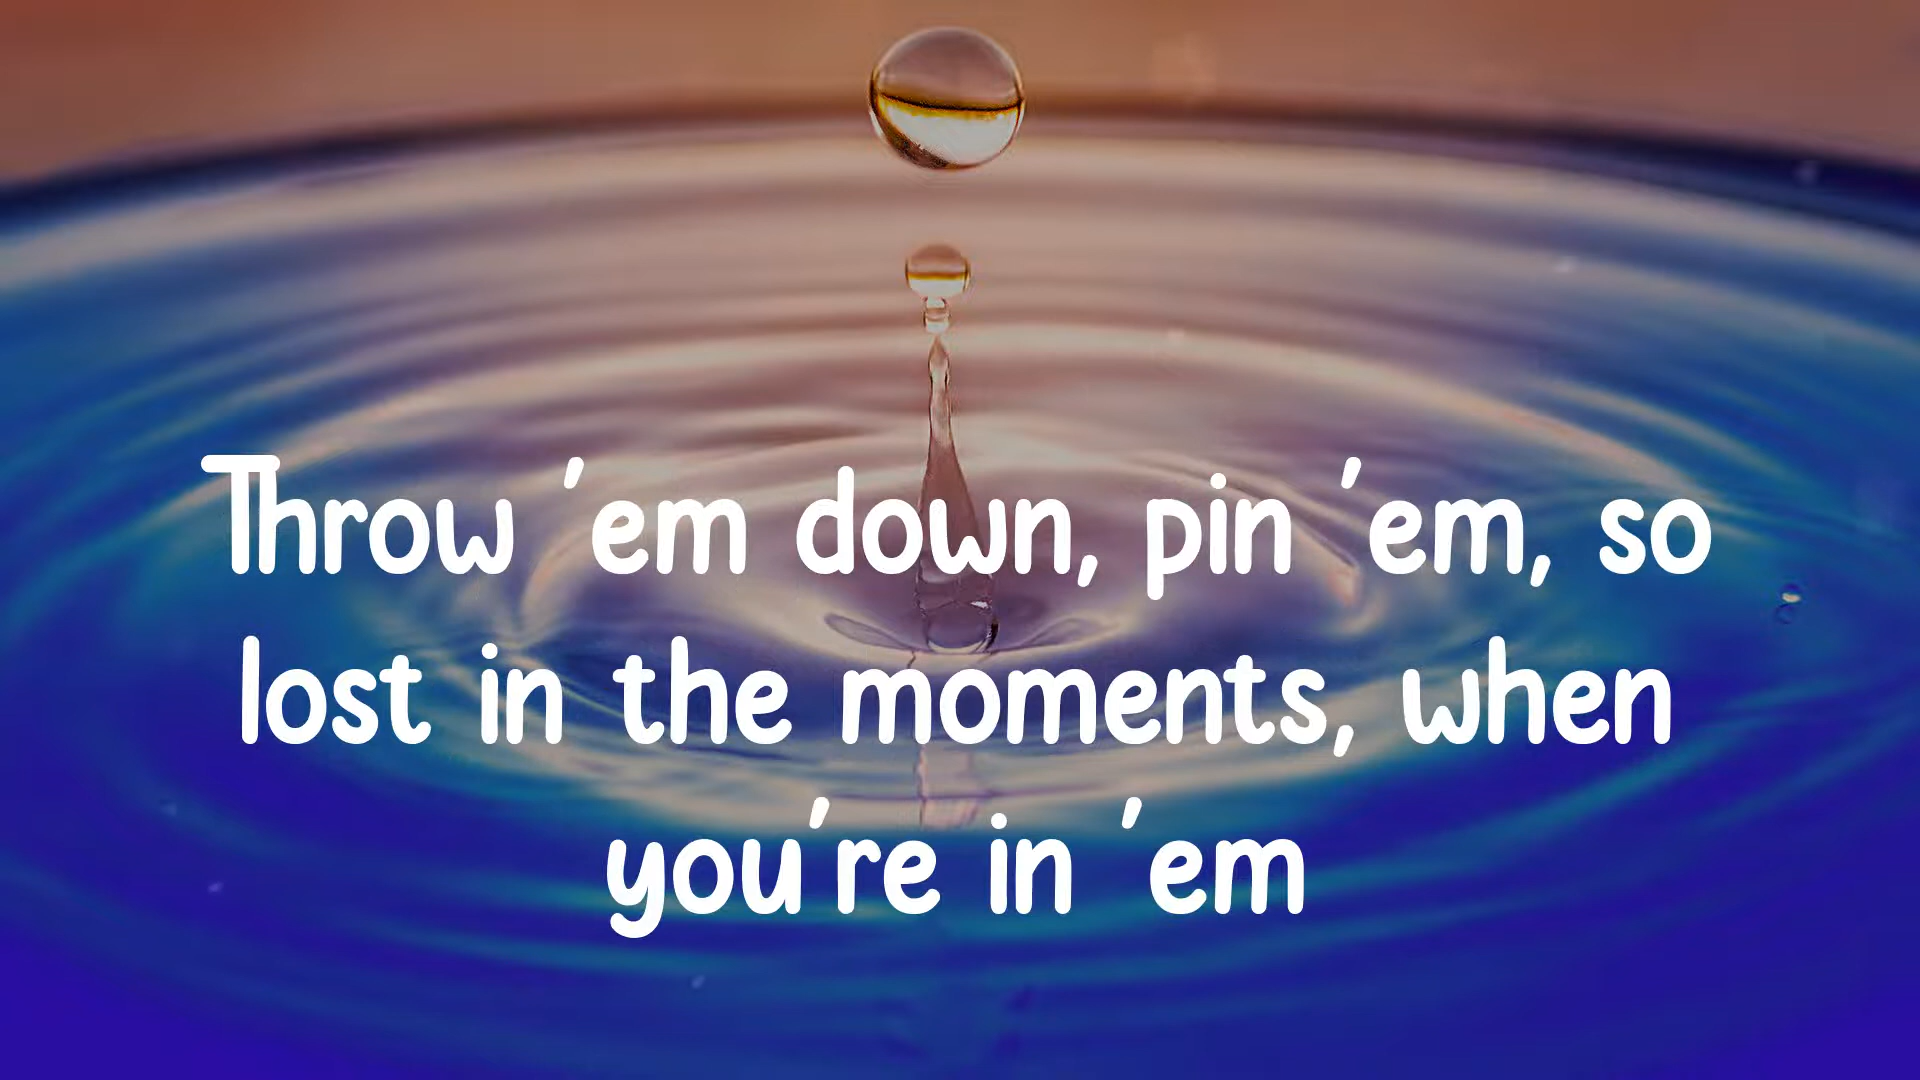 Throw 'em down, pin 'em, so
lost in the moments, when
you're in 'em